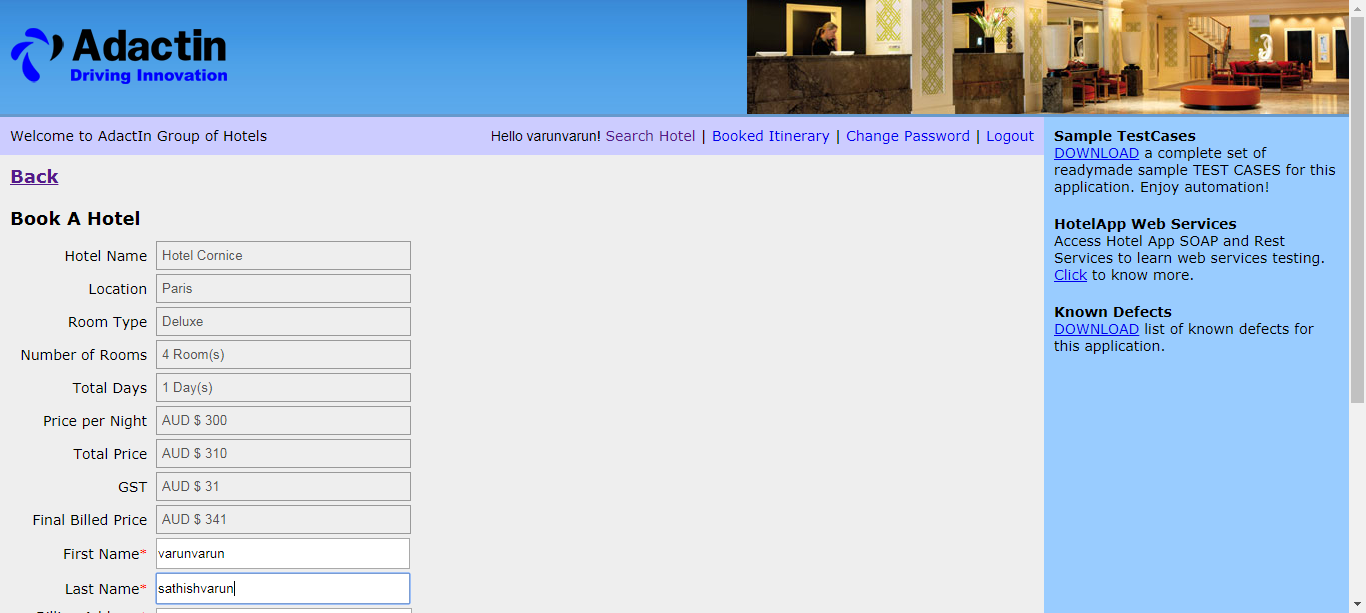 Adactin
Driving Innovation
Welcome to AdactIn Group of Hotels
Hello varunvarun! Search Hotel | Booked Itinerary | Change Password | Logout
Back
Book A Hotel
Hotel Name Hotel Cornice
Location Paris
Room Type Deluxe
Number of Rooms 4 Room(s)
Total Days 1 Day(s)
Price per Night AUD $ 300
Total Price AUD $ 310
GST AUD $ 31
Final Billed Price AUD $ 341
First Name* varunvarun
Last Name* sathishvarun
Sample TestCases
DOWNLOAD a complete set of
readymade sample TEST CASES for this
application. Enjoy automation!
HotelApp Web Services
Access Hotel App SOAP and Rest
Services to learn web services testing.
Click to know more.
Known Defects
DOWNLOAD list of known defects for
this application.